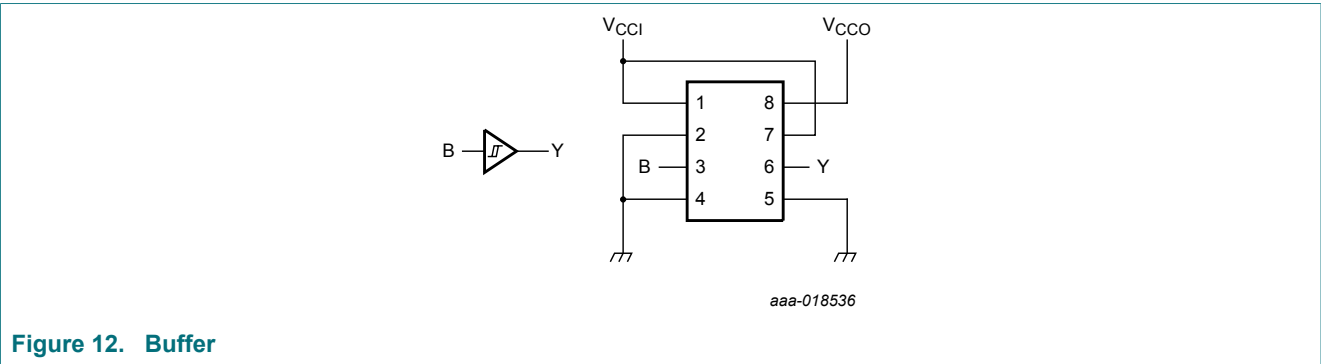 VCCI VCCO
1 8
2 7
B Y B 3 6 Y
4 5
aaa-018536
Figure 12. Buffer